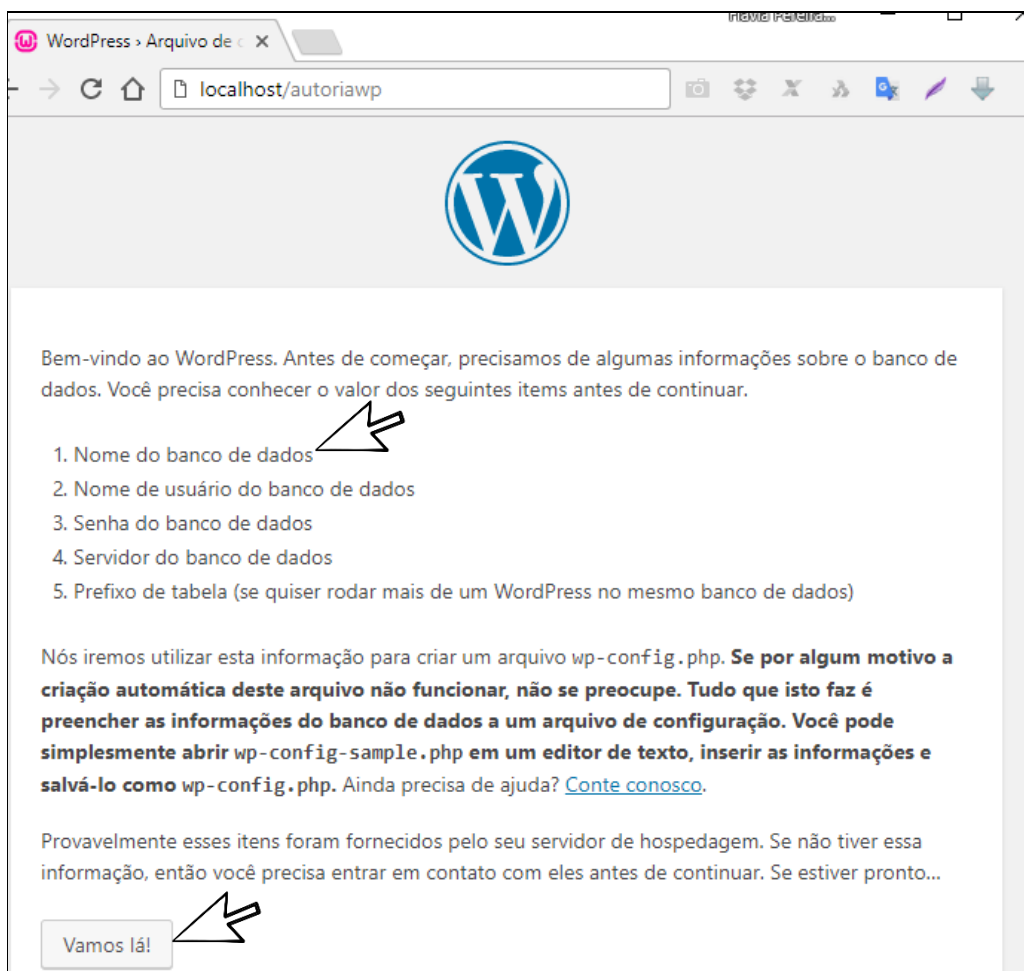 Flavia Pereira...
WordPress › Arquivo de c
localhost/autoriawp
Bem-vindo ao WordPress. Antes de começar, precisamos de algumas informações sobre o banco de
dados. Você precisa conhecer o valor dos seguintes items antes de continuar.
1. Nome do banco de dados
2. Nome de usuário do banco de dados
3. Senha do banco de dados
4. Servidor do banco de dados
5. Prefixo de tabela (se quiser rodar mais de um WordPress no mesmo banco de dados)
Nós iremos utilizar esta informação para criar um arquivo wp-config.php. Se por algum motivo a
criação automática deste arquivo não funcionar, não se preocupe. Tudo que isto faz é
preencher as informações do banco de dados a um arquivo de configuração. Você pode
simplesmente abrir wp-config-sample.php em um editor de texto, inserir as informações e
salvá-lo como wp-config.php. Ainda precisa de ajuda? Conte conosco.
Provavelmente esses itens foram fornecidos pelo seu servidor de hospedagem. Se não tiver essa
informação, então você precisa entrar em contato com eles antes de continuar. Se estiver pronto...
Vamos lá!